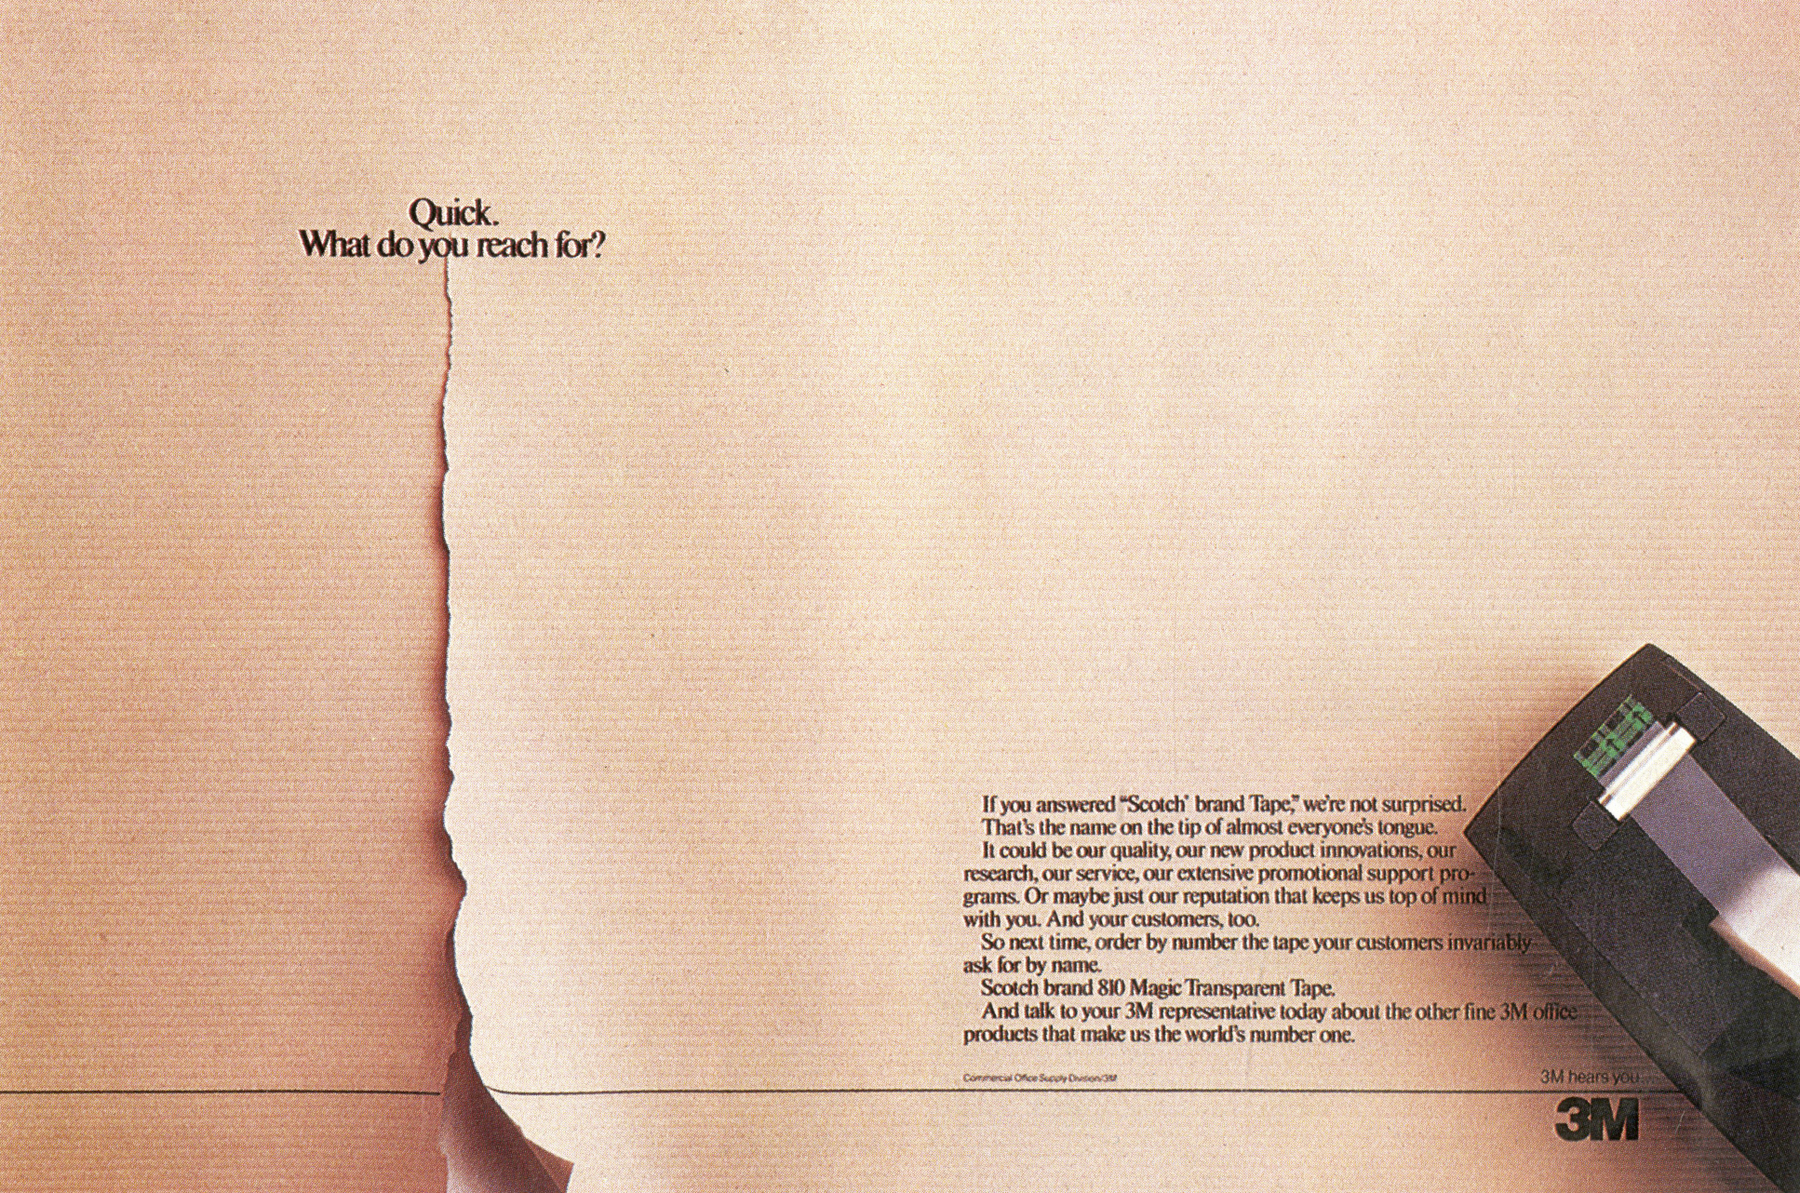 Quick.
What do you reach for?
If you answered “Scotch® brand Tape,” we're not surprised.
That's the name on the tip of almost everyone's tongue.
It could be our quality, our new product innovations, our
research, our service, our extensive promotional support pro-
grams. Or maybe just our reputation that keeps us top of mind
with you. And your customers, too.
So next time, order by number the tape your customers invariably
ask for by name.
Scotch brand 810 Magic Transparent Tape.
And talk to your 3M representative today about the other fine 3M office
products that make us the world's number one.
Commercial Office Supply Division/3M
3M hears you...
3M